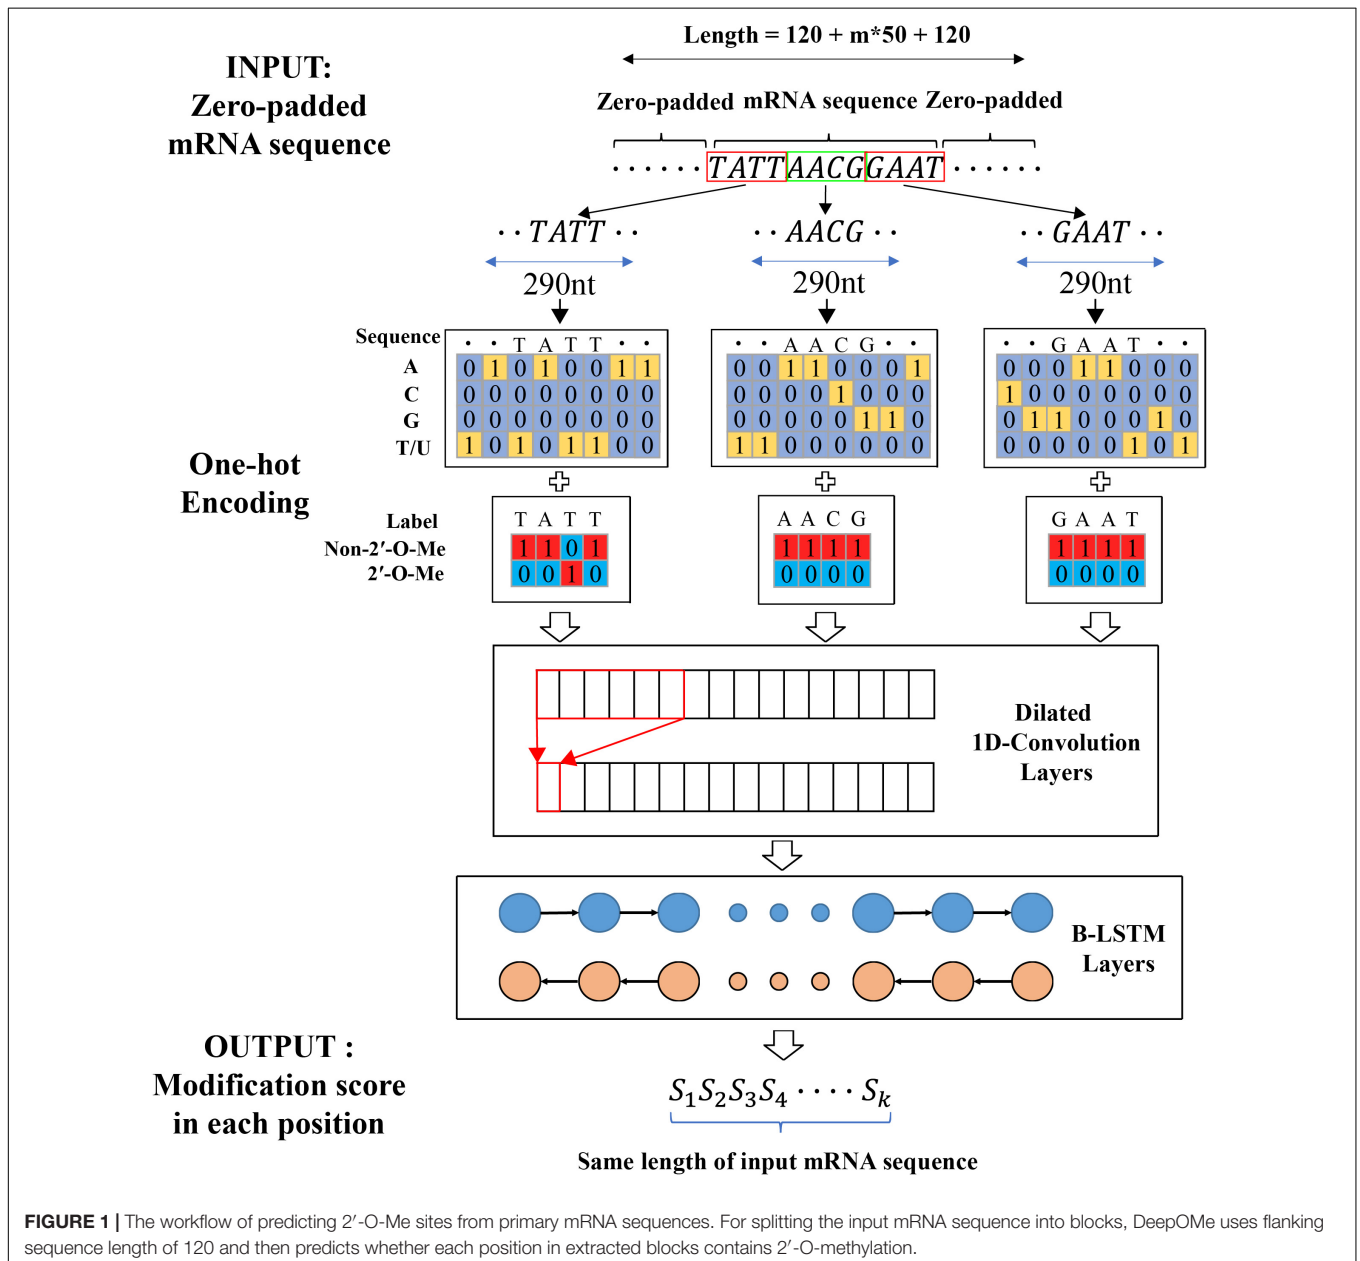 Length = 120 + m*50 + 120
INPUT:
Zero-padded
mRNA sequence
Zero-padded mRNA sequence Zero-padded
· · · · · · TATTAACGGAAT · · · · · ·
· · TATT · ·    · · AACG · ·    · · GAAT · ·
290nt    290nt    290nt
Sequence · · T A T T · ·    · · A A C G · ·    · · G A A T · ·
A 0 1 0 1 0 0 1 1    0 0 1 1 0 0 0 1    0 0 0 1 1 0 0 0
C 0 0 0 0 0 0 0 0    0 0 0 0 1 0 0 0    1 0 0 0 0 0 0 0
G 0 0 0 0 0 0 0 0    0 0 0 0 0 1 1 0    0 1 1 0 0 0 1 0
T/U 1 0 1 0 1 1 0 0    1 1 0 0 0 0 0 0    0 0 0 0 0 1 0 1
One-hot
Encoding
Label T A T T    A A C G    G A A T
Non-2′-O-Me 1 1 0 1    1 1 1 1    1 1 1 1
2′-O-Me 0 0 1 0    0 0 0 0    0 0 0 0
Dilated
1D-Convolution
Layers
B-LSTM
Layers
OUTPUT :
Modification score
in each position
S₁S₂S₃S₄ · · · · Sₖ
Same length of input mRNA sequence
FIGURE 1 | The workflow of predicting 2′-O-Me sites from primary mRNA sequences. For splitting the input mRNA sequence into blocks, DeepOMe uses flanking
sequence length of 120 and then predicts whether each position in extracted blocks contains 2′-O-methylation.